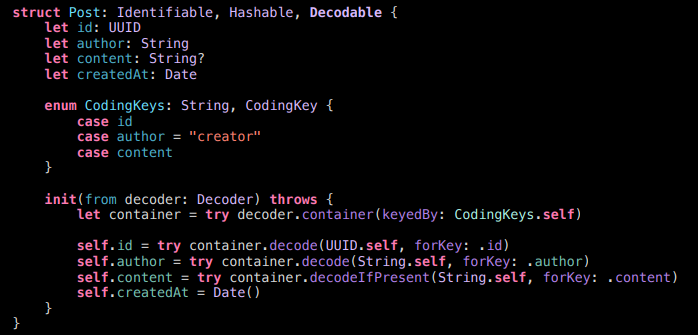 struct Post: Identifiable, Hashable, Decodable {
    let id: UUID
    let author: String
    let content: String?
    let createdAt: Date

    enum CodingKeys: String, CodingKey {
        case id
        case author = "creator"
        case content
    }

    init(from decoder: Decoder) throws {
        let container = try decoder.container(keyedBy: CodingKeys.self)

        self.id = try container.decode(UUID.self, forKey: .id)
        self.author = try container.decode(String.self, forKey: .author)
        self.content = try container.decodeIfPresent(String.self, forKey: .content)
        self.createdAt = Date()
    }
}